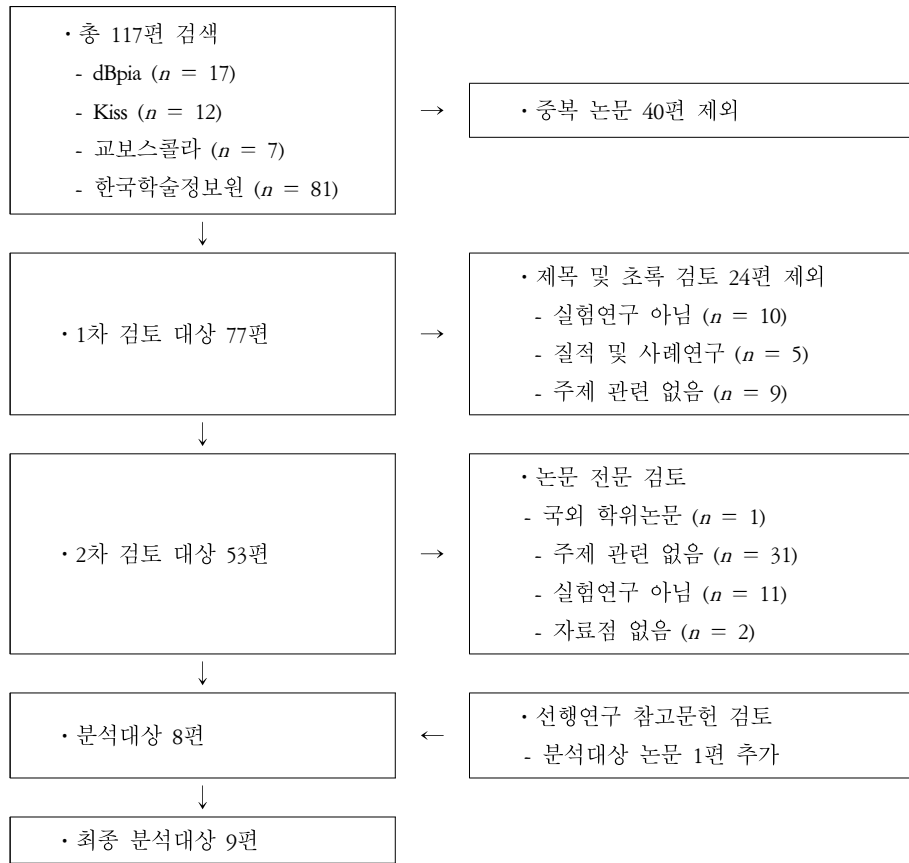 · 총 117편 검색
- dBpia (n = 17)
- Kiss (n = 12)
- 교보스콜라 (n = 7)
- 한국학술정보원 (n = 81)
→
· 중복 논문 40편 제외
↓
· 1차 검토 대상 77편
→
· 제목 및 초록 검토 24편 제외
- 실험연구 아님 (n = 10)
- 질적 및 사례연구 (n = 5)
- 주제 관련 없음 (n = 9)
↓
· 2차 검토 대상 53편
→
· 논문 전문 검토
- 국외 학위논문 (n = 1)
- 주제 관련 없음 (n = 31)
- 실험연구 아님 (n = 11)
- 자료점 없음 (n = 2)
↓
· 분석대상 8편
←
· 선행연구 참고문헌 검토
- 분석대상 논문 1편 추가
↓
· 최종 분석대상 9편